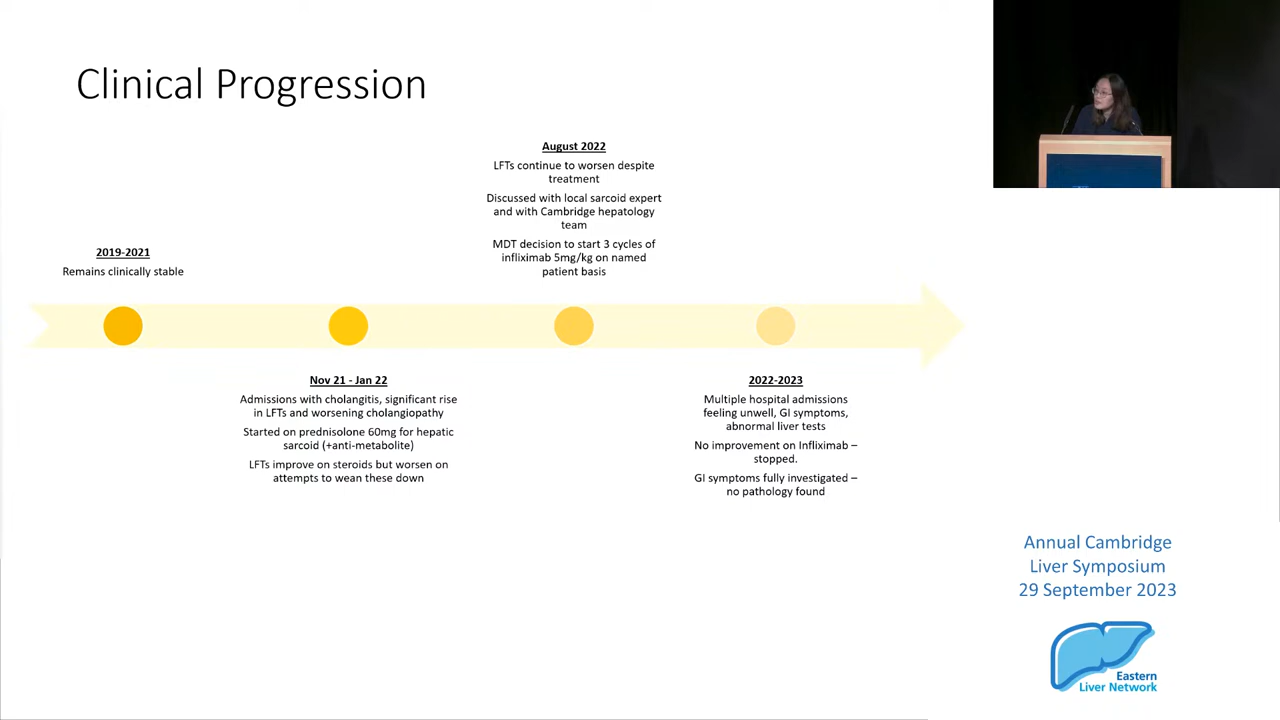 Clinical Progression
August 2022
LFTs continue to worsen despite
treatment
Discussed with local sarcoid expert
and with Cambridge hepatology
team
MDT decision to start 3 cycles of
infliximab 5mg/kg on named
patient basis
2019-2021
Remains clinically stable
Nov 21 - Jan 22
Admissions with cholangitis, significant rise
in LFTs and worsening cholangiopathy
Started on prednisolone 60mg for hepatic
sarcoid (+anti-metabolite)
LFTs improve on steroids but worsen on
attempts to wean these down
2022-2023
Multiple hospital admissions
feeling unwell, GI symptoms,
abnormal liver tests
No improvement on Infliximab –
stopped.
GI symptoms fully investigated –
no pathology found
Annual Cambridge
Liver Symposium
29 September 2023
Eastern
Liver Network